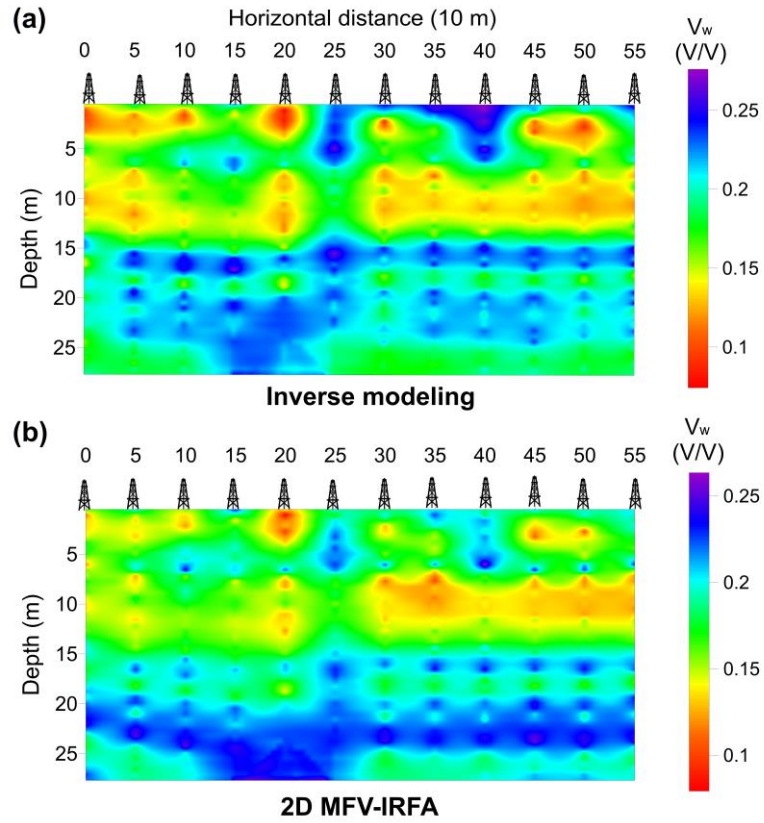 (a)
Horizontal distance (10 m)
0 5 10 15 20 25 30 35 40 45 50 55
Vw
(V/V)
0.25
0.2
0.15
0.1
Depth (m)
5
10
15
20
25
Inverse modeling
(b)
0 5 10 15 20 25 30 35 40 45 50 55
Vw
(V/V)
0.25
0.2
0.15
0.1
Depth (m)
5
10
15
20
25
2D MFV-IRFA